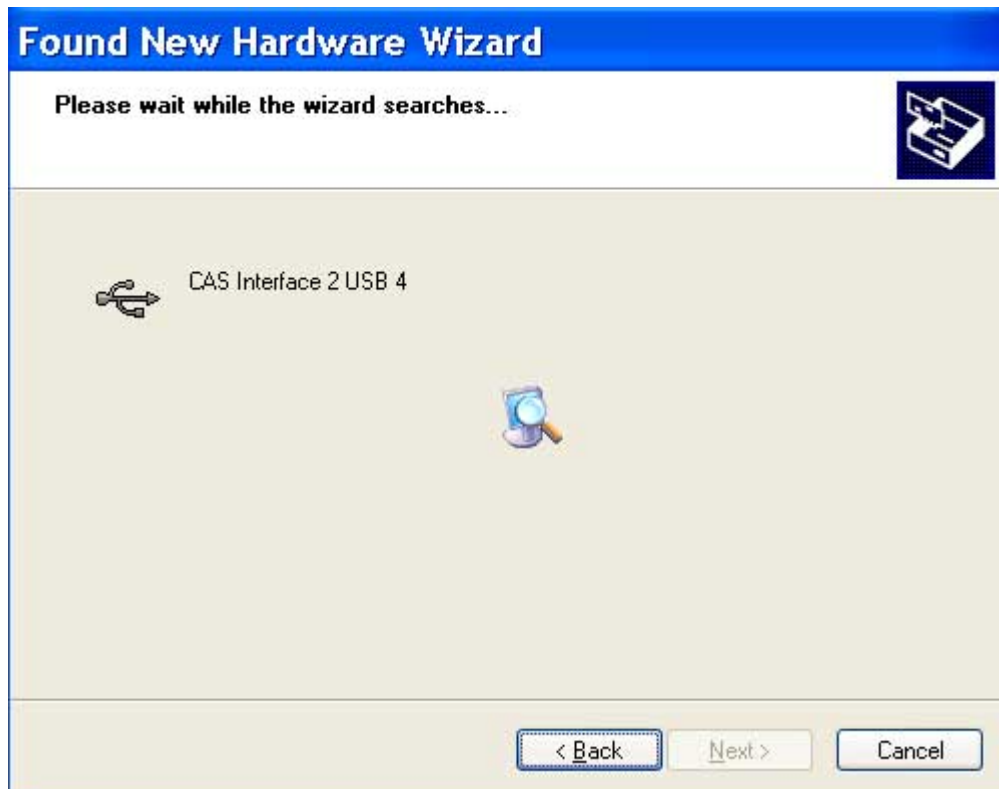 Found New Hardware Wizard
Please wait while the wizard searches...
CAS Interface 2 USB 4
< Back
Next >
Cancel